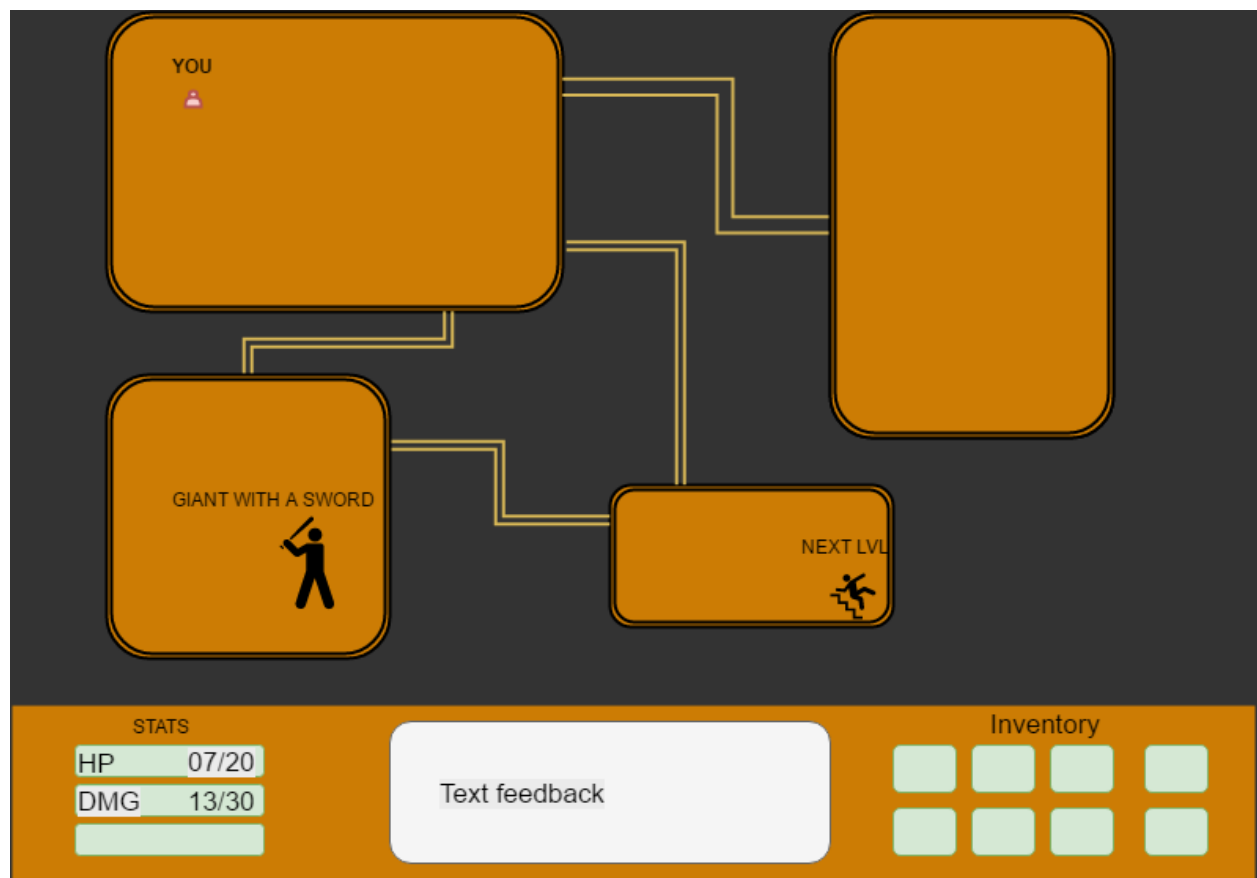 YOU
GIANT WITH A SWORD
NEXT LVL
STATS
HP 07/20
DMG 13/30
Text feedback
Inventory